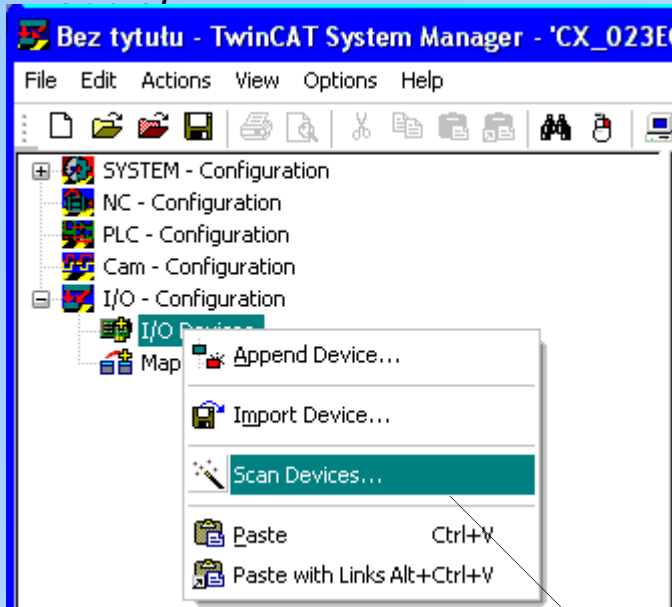 Bez tytułu - TwinCAT System Manager - 'CX_023E
File Edit Actions View Options Help
SYSTEM - Configuration
NC - Configuration
PLC - Configuration
Cam - Configuration
I/O - Configuration
I/O Devices
Map
Append Device...
Import Device...
Scan Devices...
Paste Ctrl+V
Paste with Links Alt+Ctrl+V